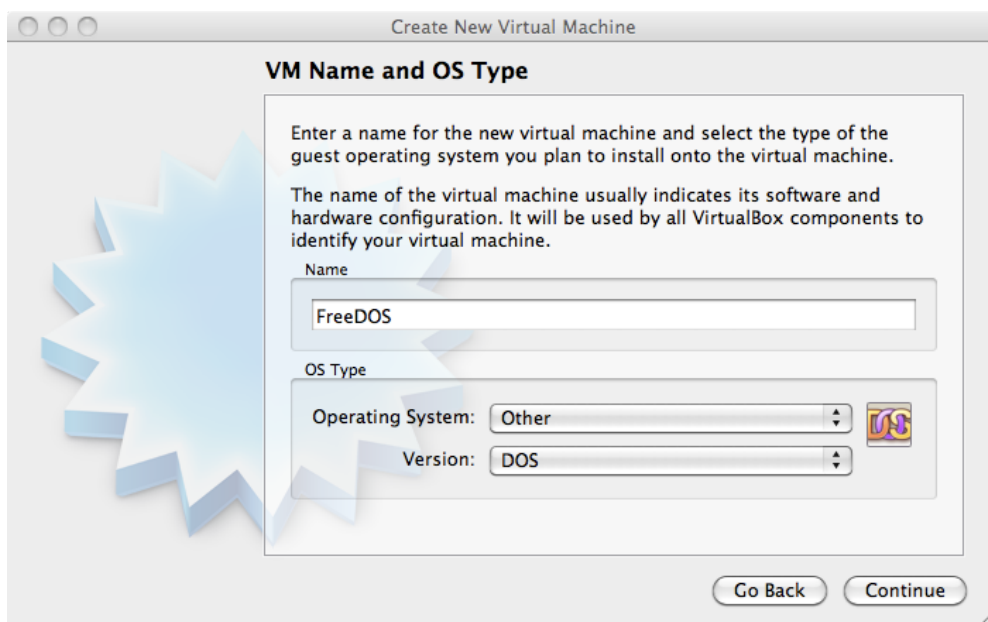 Create New Virtual Machine
VM Name and OS Type
Enter a name for the new virtual machine and select the type of the
guest operating system you plan to install onto the virtual machine.
The name of the virtual machine usually indicates its software and
hardware configuration. It will be used by all VirtualBox components to
identify your virtual machine.
Name
FreeDOS
OS Type
Operating System: Other
DOS
Version: DOS
Go Back Continue